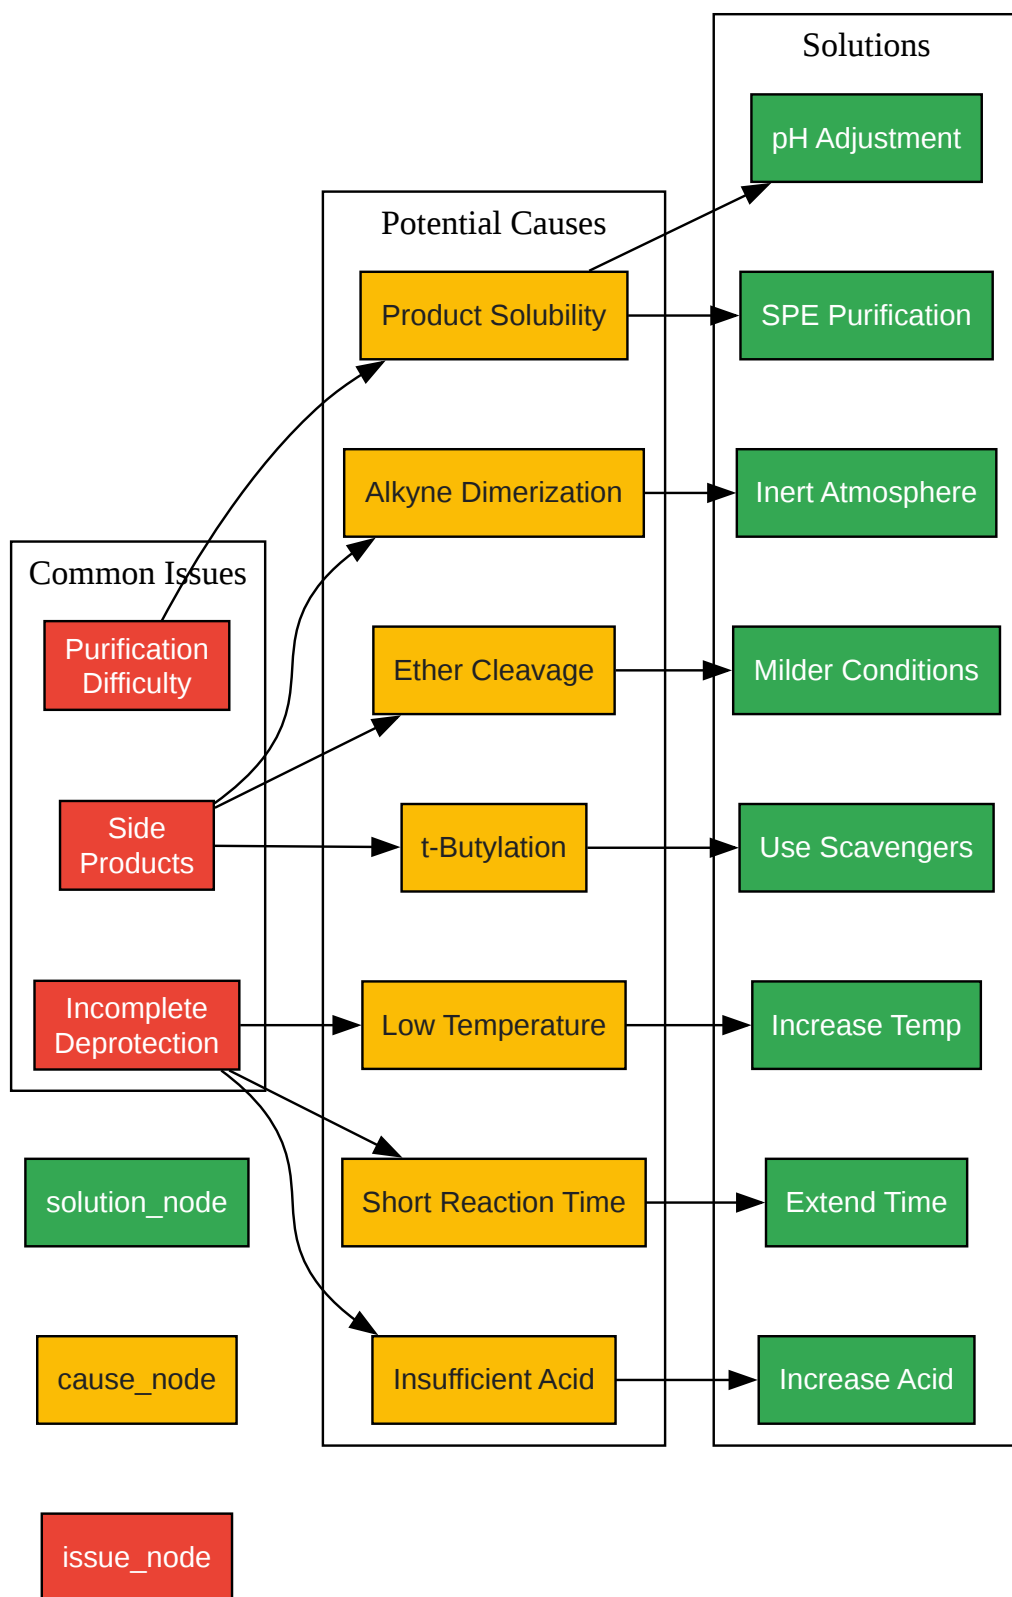 Solutions
pH Adjustment
Potential Causes
Product Solubility
SPE Purification
Alkyne Dimerization
Inert Atmosphere
Common Issues
Purification
Difficulty
Ether Cleavage
Milder Conditions
Side
Products
t-Butylation
Use Scavengers
Incomplete
Deprotection
Low Temperature
Increase Temp
solution_node
Short Reaction Time
Extend Time
cause_node
Insufficient Acid
Increase Acid
issue_node